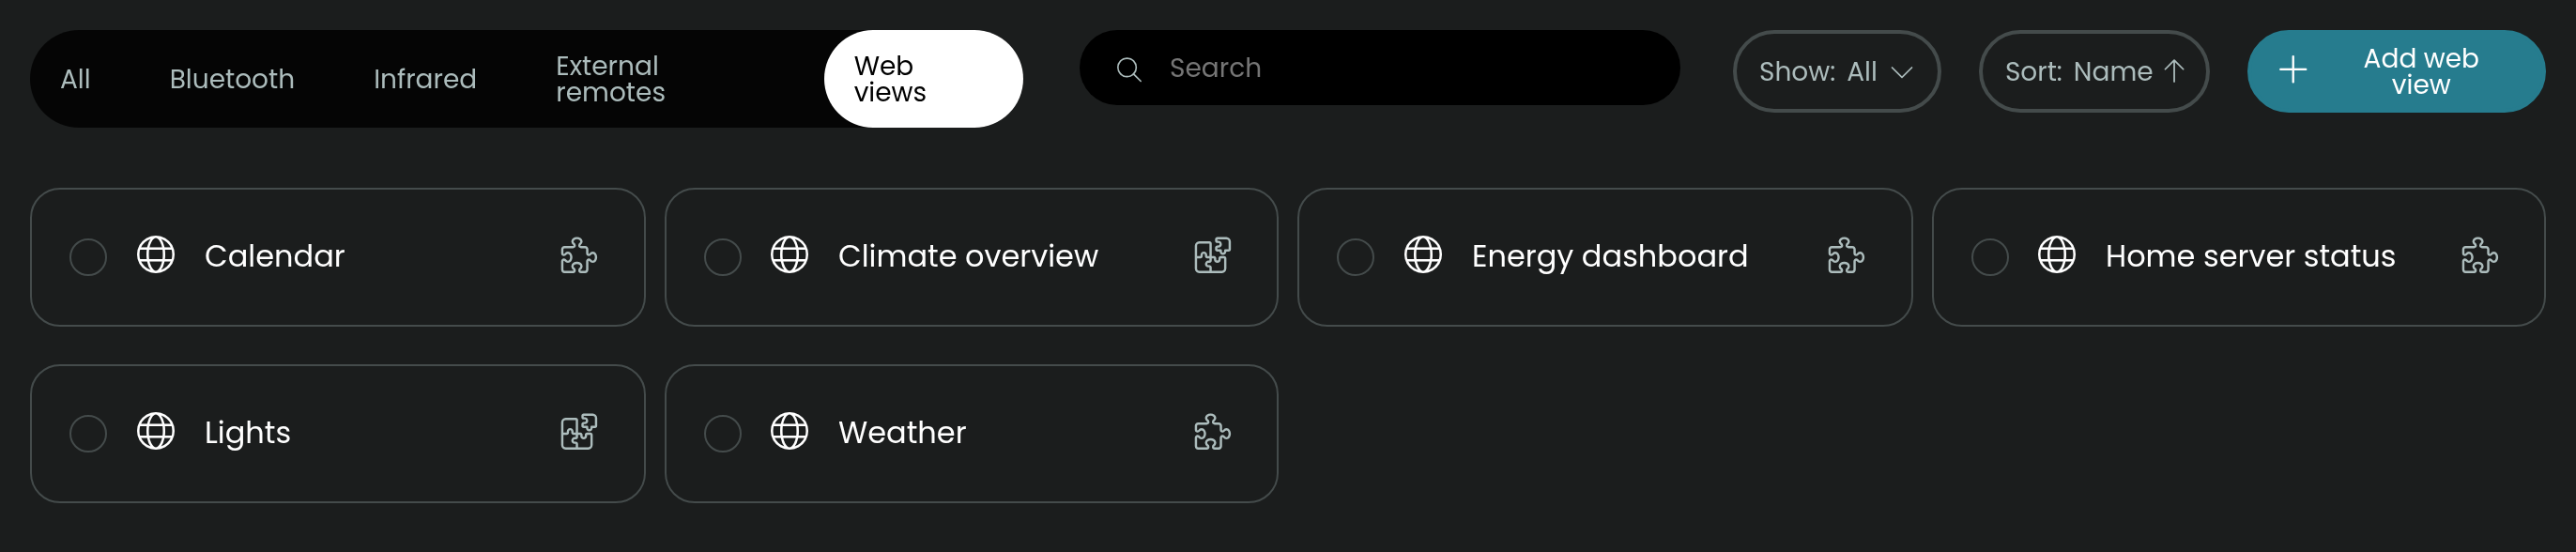 All
Bluetooth
Infrared
External
remotes
Web
views
Search
Show: All
Sort: Name
Add web
view
Calendar
Climate overview
Energy dashboard
Home server status
Lights
Weather